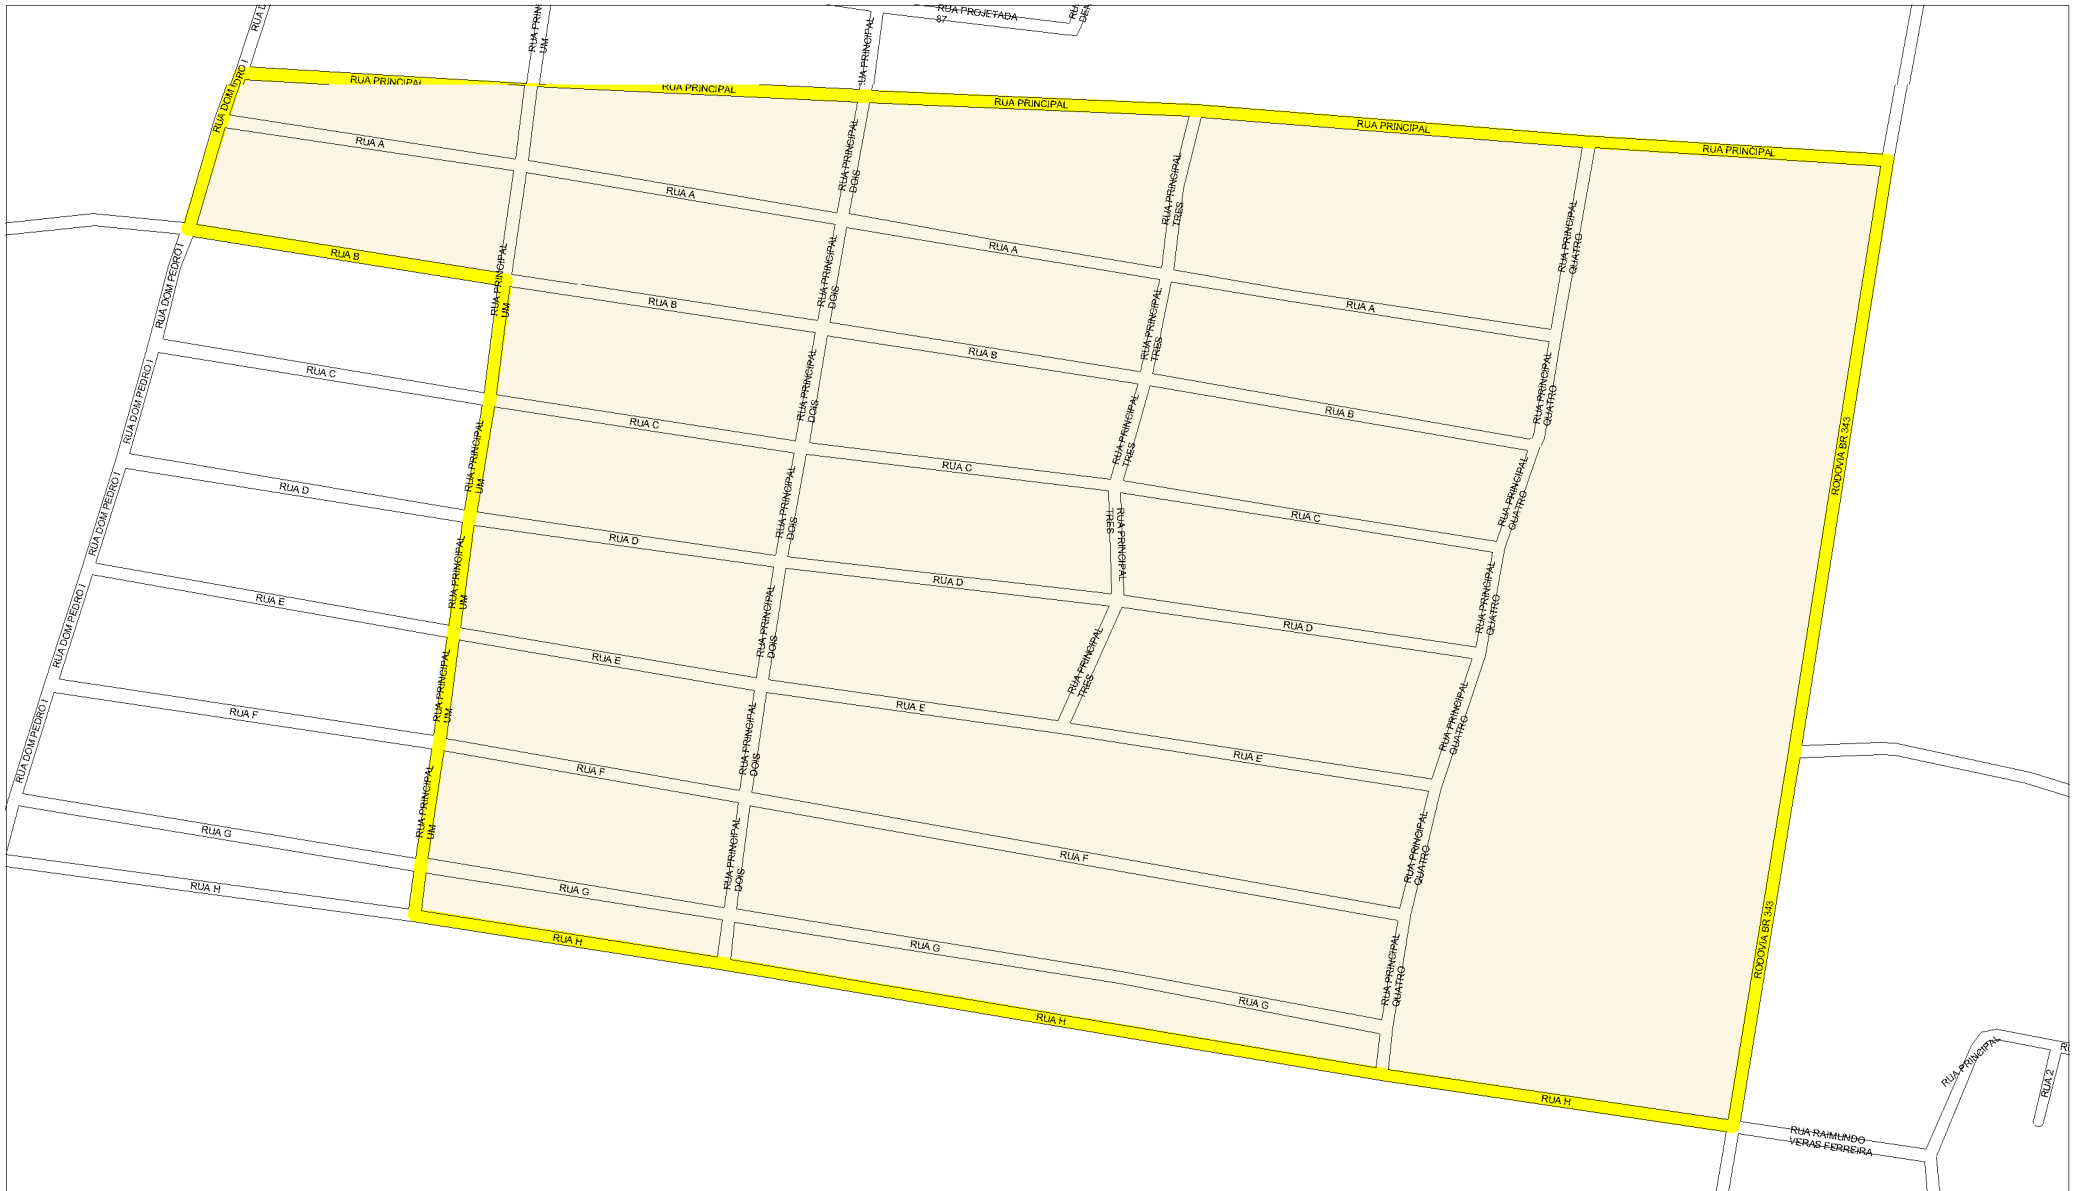 RUA PROJETADA
87
RUA PRINCIPAL
RUA DOM PEDRO I
RUA PRINCIPAL
RUA PRINCIPAL
RUA PRINCIPAL
RUA PRINCIPAL
RUA PRINCIPAL
RUA A
RUA A
RUA A
RUA A
RUA PRINCIPAL
DOIS
RUA PRINCIPAL
TRES
RUA PRINCIPAL
QUATRO
RUA B
RUA B
RUA B
RUA B
RUA DOM PEDRO I
RUA PRINCIPAL
UM
RUA PRINCIPAL
DOIS
RUA PRINCIPAL
TRES
RUA PRINCIPAL
QUATRO
RUA C
RUA C
RUA C
RUA C
RUA DOM PEDRO I
RUA PRINCIPAL
UM
RUA PRINCIPAL
DOIS
RUA PRINCIPAL
TRES
RUA PRINCIPAL
QUATRO
RODOVIA BR 343
RUA D
RUA D
RUA D
RUA D
RUA DOM PEDRO I
RUA PRINCIPAL
UM
RUA PRINCIPAL
DOIS
RUA PRINCIPAL
TRES
RUA PRINCIPAL
QUATRO
RUA E
RUA E
RUA E
RUA E
RUA DOM PEDRO I
RUA PRINCIPAL
UM
RUA PRINCIPAL
DOIS
RUA PRINCIPAL
TRES
RUA PRINCIPAL
QUATRO
RUA F
RUA F
RUA F
RUA DOM PEDRO I
RUA PRINCIPAL
UM
RUA PRINCIPAL
DOIS
RUA PRINCIPAL
QUATRO
RUA G
RUA G
RUA G
RUA G
RUA PRINCIPAL
QUATRO
RODOVIA BR 343
RUA H
RUA H
RUA H
RUA H
RUA PRINCIPAL
RUA 2
RUA RAIMUNDO
VERAS FERREIRA